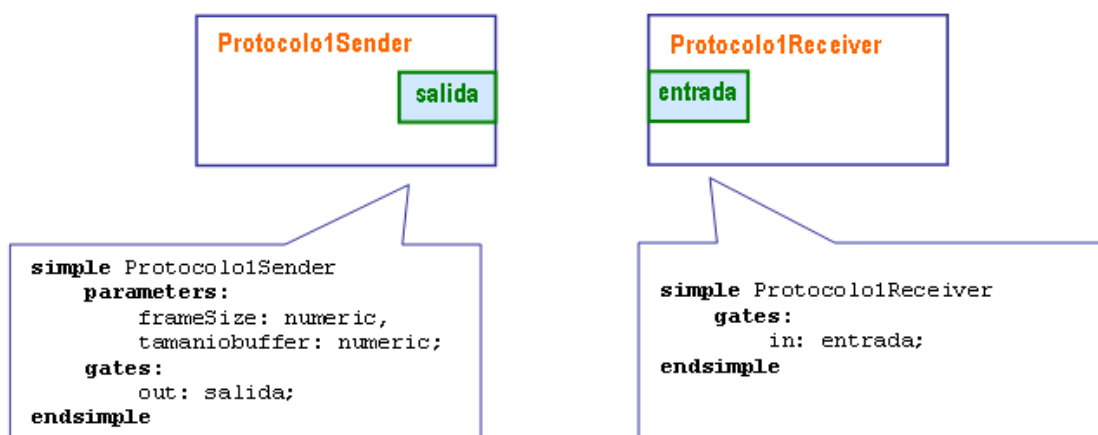 Protocolo1Sender
salida
Protocolo1Receiver
entrada
simple Protocolo1Sender
parameters:
frameSize: numeric,
tamaniobuffer: numeric;
gates:
out: salida;
endsimple
simple Protocolo1Receiver
gates:
in: entrada;
endsimple